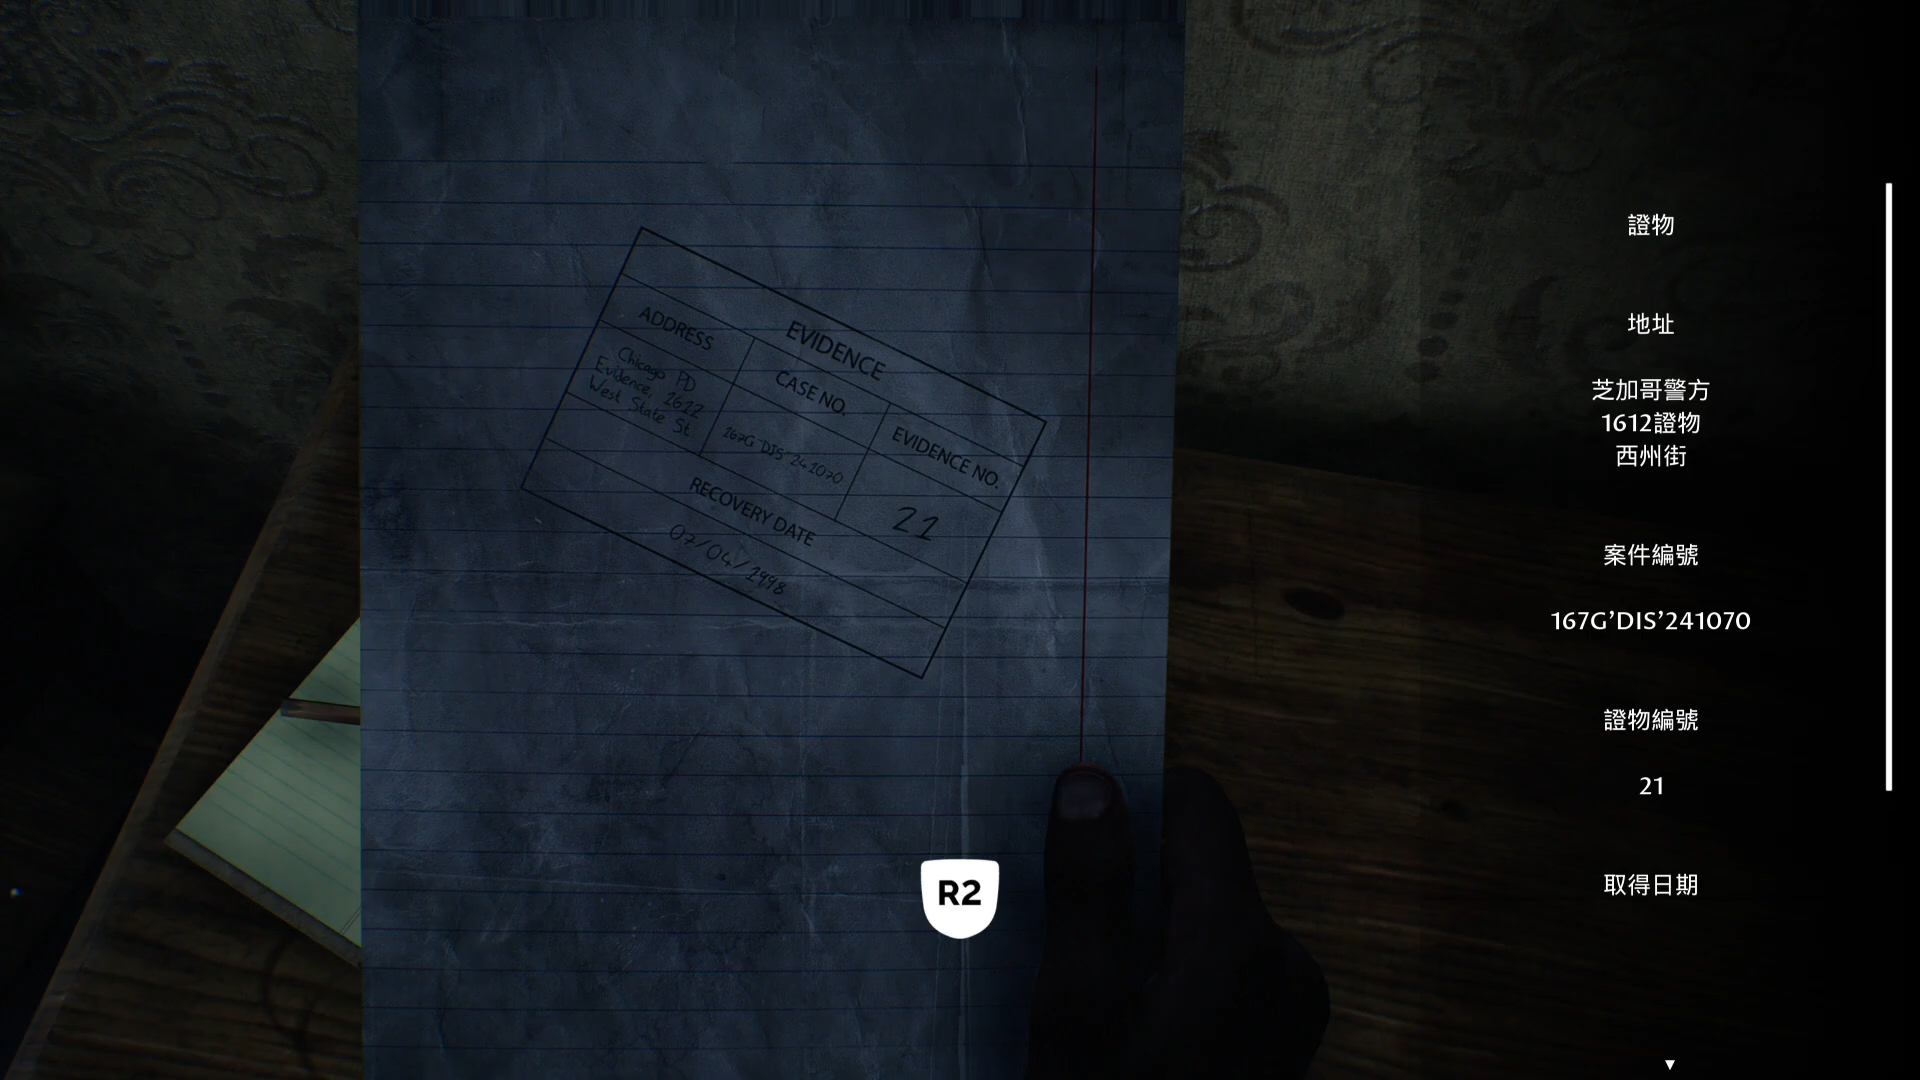 EVIDENCE
ADDRESS
CASE NO.
EVIDENCE NO.
Chicago PD
Evidence, 1612
West State St
167G'DIS'241070
21
RECOVERY DATE
07/04/1998
R2
證物
地址
芝加哥警方
1612證物
西州街
案件編號
167G'DIS'241070
證物編號
21
取得日期